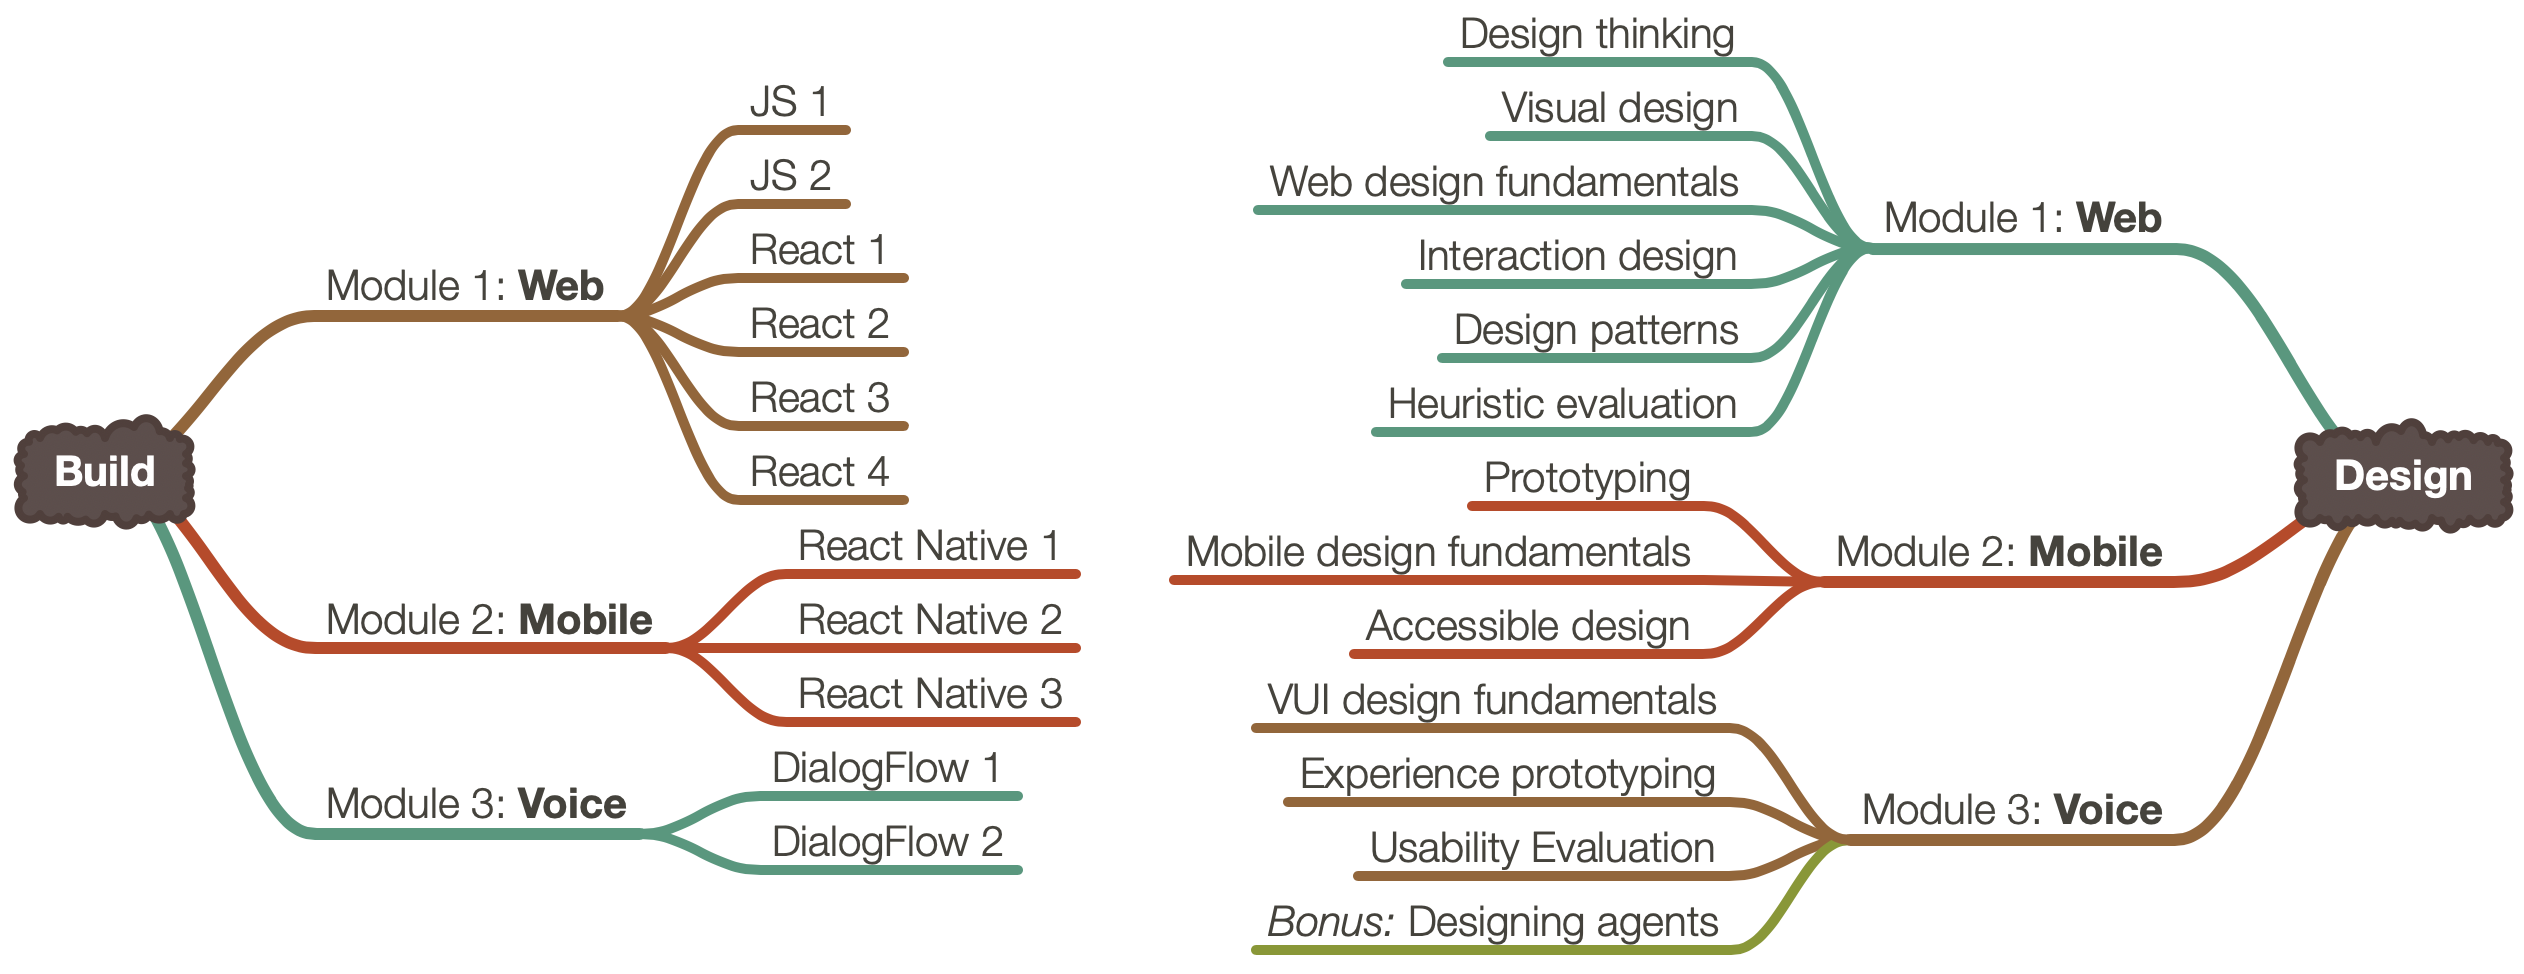 Build
Module 1: Web
JS 1
JS 2
React 1
React 2
React 3
React 4
Module 2: Mobile
React Native 1
React Native 2
React Native 3
Module 3: Voice
DialogFlow 1
DialogFlow 2
Design
Module 1: Web
Design thinking
Visual design
Web design fundamentals
Interaction design
Design patterns
Heuristic evaluation
Module 2: Mobile
Prototyping
Mobile design fundamentals
Accessible design
Module 3: Voice
VUI design fundamentals
Experience prototyping
Usability Evaluation
Bonus: Designing agents